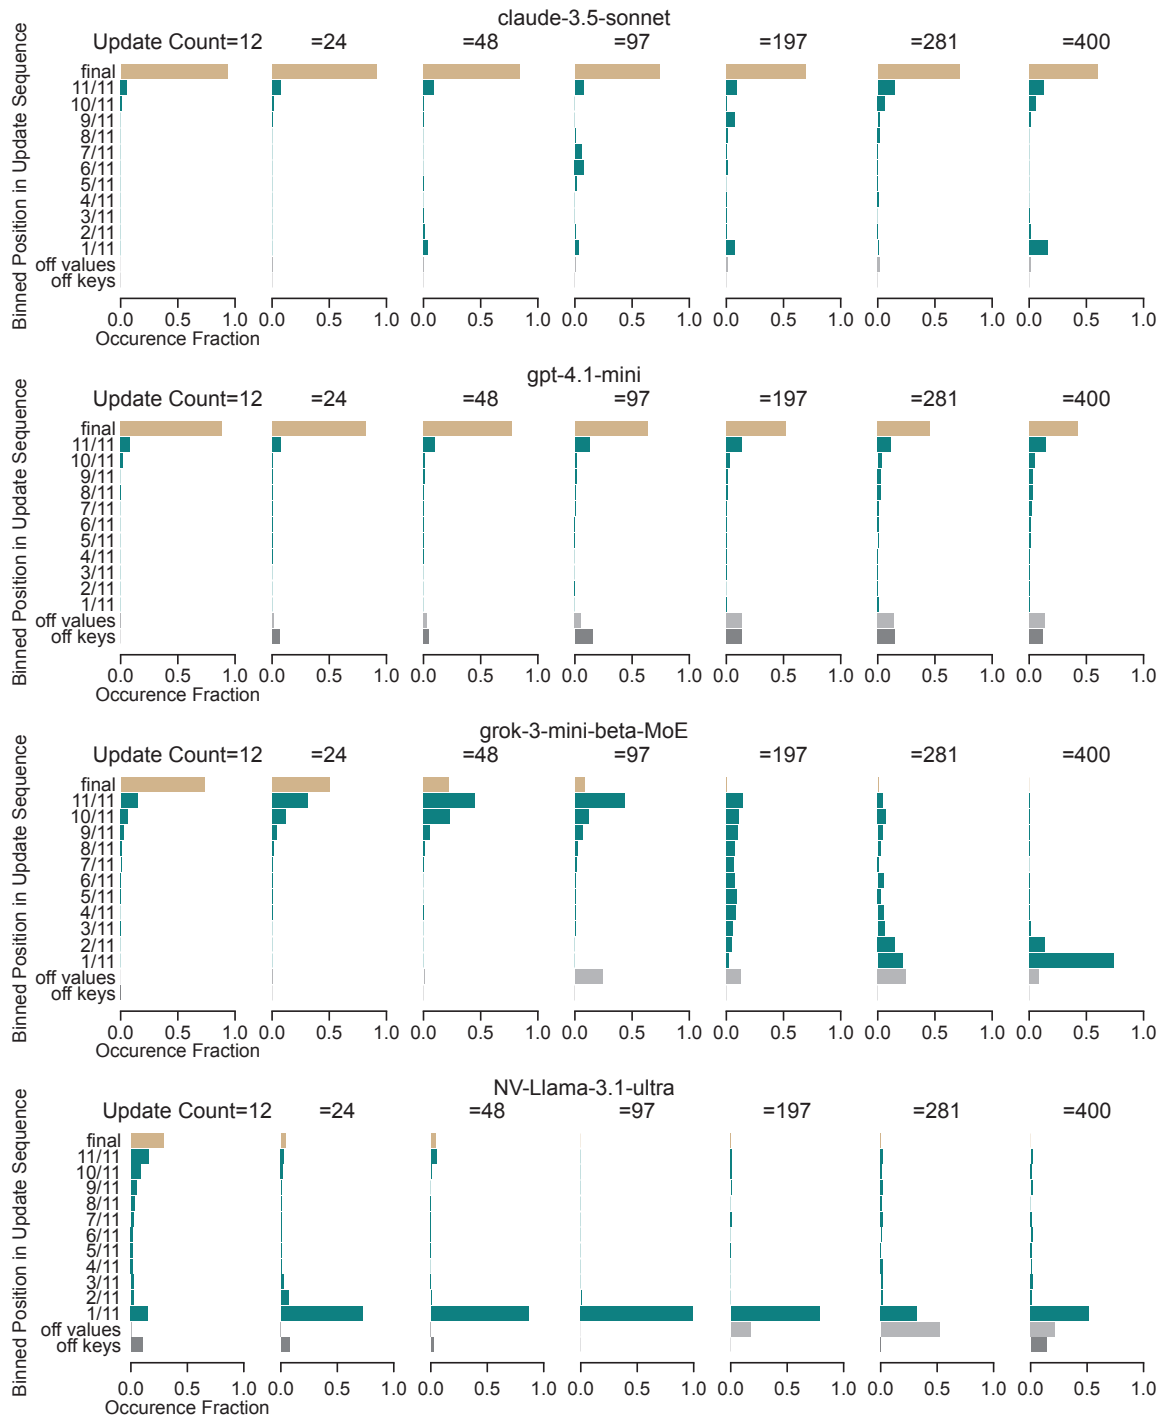 claude-3.5-sonnet
Update Count=12 =24 =48 =97 =197 =281 =400
Binned Position in Update Sequence
final
11/11
10/11
9/11
8/11
7/11
6/11
5/11
4/11
3/11
2/11
1/11
off values
off keys
0.0 0.5 1.0 0.0 0.5 1.0 0.0 0.5 1.0 0.0 0.5 1.0 0.0 0.5 1.0 0.0 0.5 1.0 0.0 0.5 1.0
Occurence Fraction
gpt-4.1-mini
Update Count=12 =24 =48 =97 =197 =281 =400
Binned Position in Update Sequence
final
11/11
10/11
9/11
8/11
7/11
6/11
5/11
4/11
3/11
2/11
1/11
off values
off keys
0.0 0.5 1.0 0.0 0.5 1.0 0.0 0.5 1.0 0.0 0.5 1.0 0.0 0.5 1.0 0.0 0.5 1.0 0.0 0.5 1.0
Occurence Fraction
grok-3-mini-beta-MoE
Update Count=12 =24 =48 =97 =197 =281 =400
Binned Position in Update Sequence
final
11/11
10/11
9/11
8/11
7/11
6/11
5/11
4/11
3/11
2/11
1/11
off values
off keys
0.0 0.5 1.0 0.0 0.5 1.0 0.0 0.5 1.0 0.0 0.5 1.0 0.0 0.5 1.0 0.0 0.5 1.0 0.0 0.5 1.0
Occurence Fraction
NV-Llama-3.1-ultra
Update Count=12 =24 =48 =97 =197 =281 =400
Binned Position in Update Sequence
final
11/11
10/11
9/11
8/11
7/11
6/11
5/11
4/11
3/11
2/11
1/11
off values
off keys
0.0 0.5 1.0 0.0 0.5 1.0 0.0 0.5 1.0 0.0 0.5 1.0 0.0 0.5 1.0 0.0 0.5 1.0 0.0 0.5 1.0
Occurence Fraction